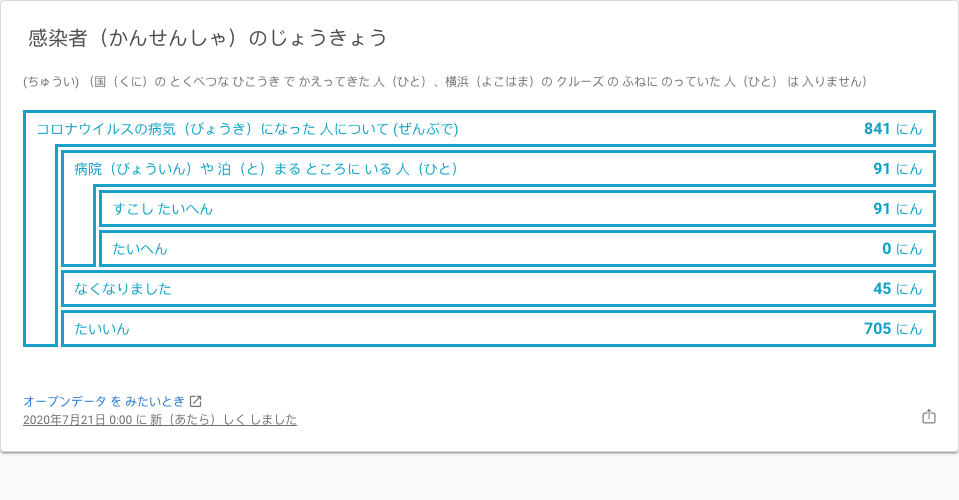 感染者（かんせんしゃ）のじょうきょう
(ちゅうい) （国（くに）の とくべつな ひこうき で かえってきた 人（ひと）、横浜（よこはま）の クルーズ の ふねに のっていた 人（ひと） は 入りません）
コロナウイルスの病気（びょうき）になった 人について (ぜんぶで) 841 にん
病院（びょういん）や 泊（と）まる ところに いる 人（ひと） 91 にん
すこし たいへん 91 にん
たいへん 0 にん
なくなりました 45 にん
たいいん 705 にん
オープンデータ を みたいとき
2020年7月21日 0:00 に 新（あたら）しく しました